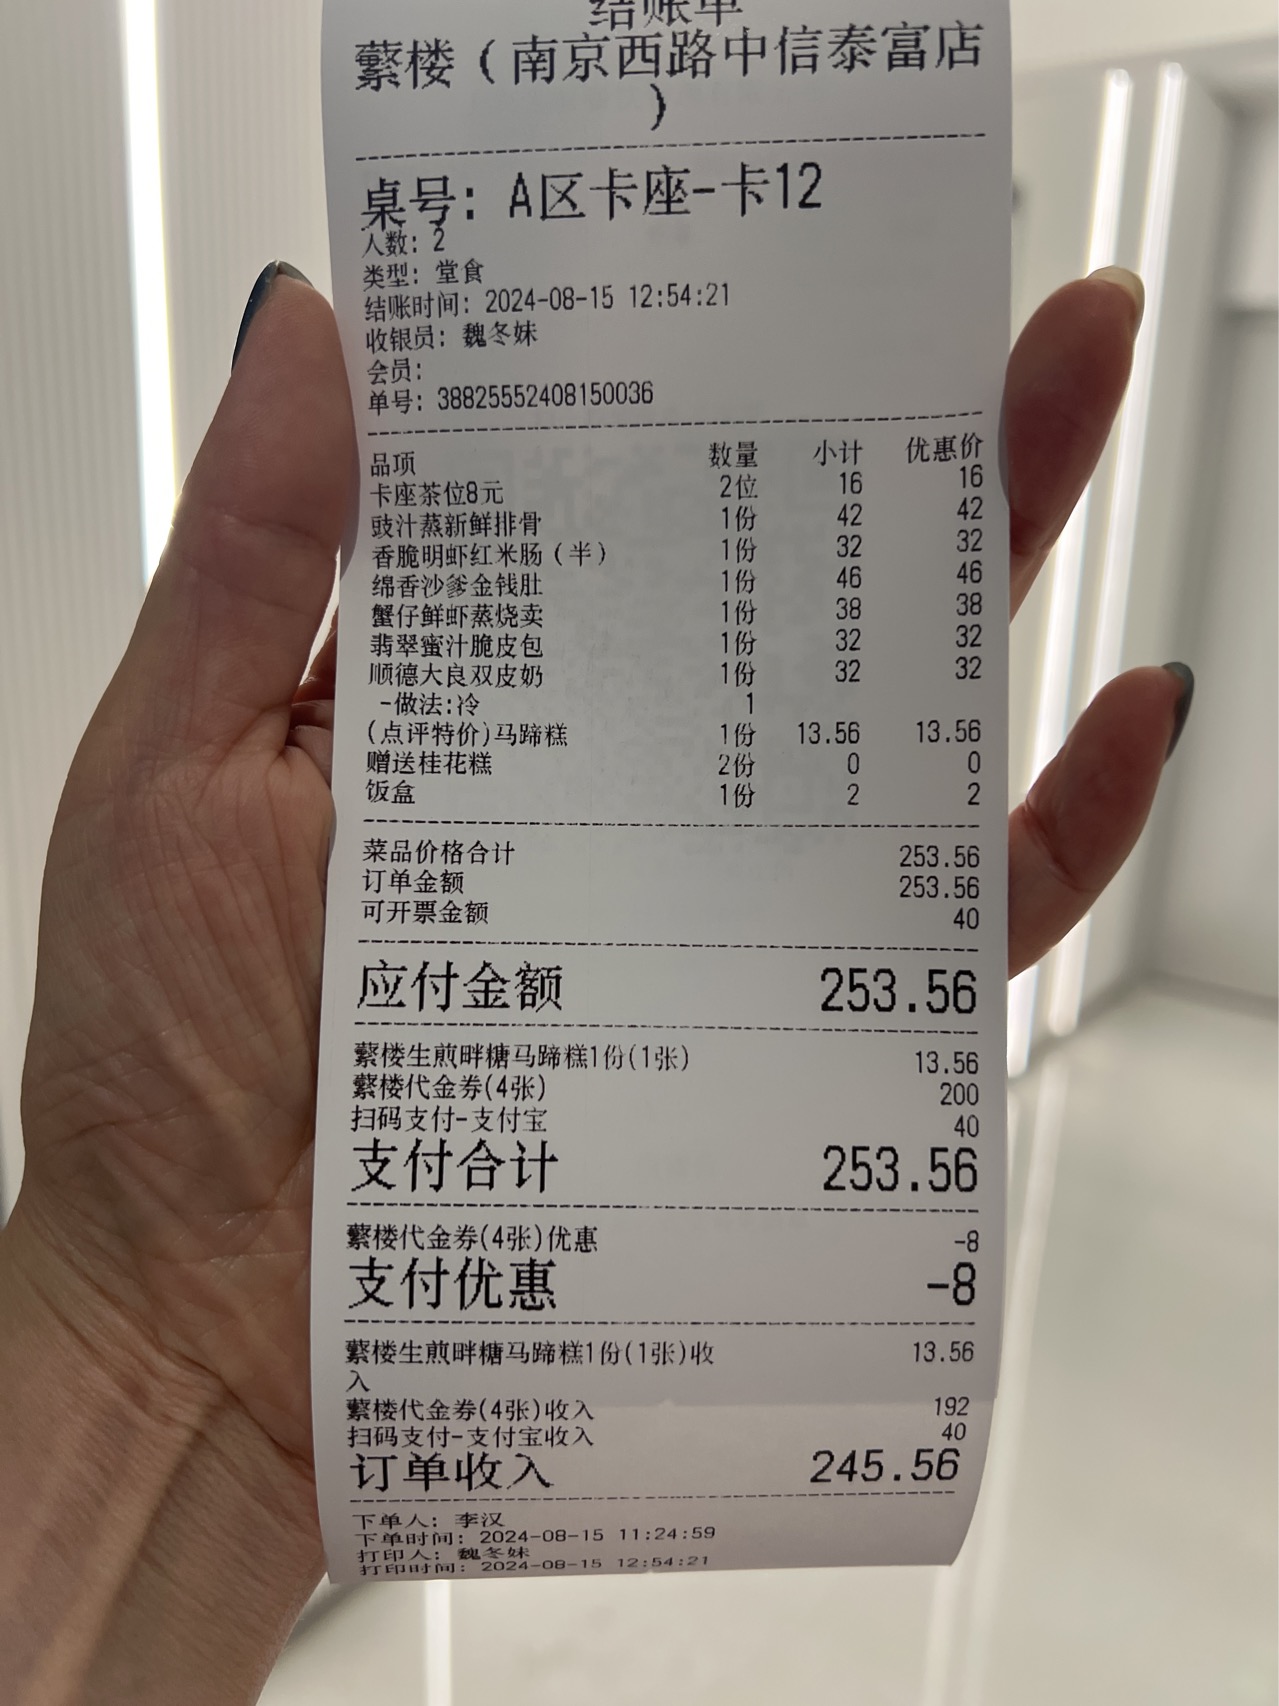 结账单
蘩楼（南京西路中信泰富店
）
桌号：A区卡座-卡12
人数：2
类型：堂食
结账时间：2024-08-15 12:54:21
收银员：魏冬妹
会员：
单号：38825552408150036
品项 数量 小计 优惠价
卡座茶位8元 2位 16 16
豉汁蒸新鲜排骨 1份 42 42
香脆明虾红米肠（半） 1份 32 32
绵香沙爹金钱肚 1份 46 46
蟹仔鲜虾蒸烧卖 1份 38 38
翡翠蜜汁脆皮包 1份 32 32
顺德大良双皮奶 1份 32 32
-做法:冷 1
(点评特价)马蹄糕 1份 13.56 13.56
赠送桂花糕 2份 0 0
饭盒 1份 2 2
菜品价格合计 253.56
订单金额 253.56
可开票金额 40
应付金额 253.56
蘩楼生煎畔糖马蹄糕1份(1张) 13.56
蘩楼代金券(4张) 200
扫码支付-支付宝 40
支付合计 253.56
蘩楼代金券(4张)优惠 -8
支付优惠 -8
蘩楼生煎畔糖马蹄糕1份(1张)收 13.56
入
蘩楼代金券(4张)收入 192
扫码支付-支付宝收入 40
订单收入 245.56
下单人：李汉
下单时间：2024-08-15 11:24:59
打印人：魏冬妹
打印时间：2024-08-15 12:54:21